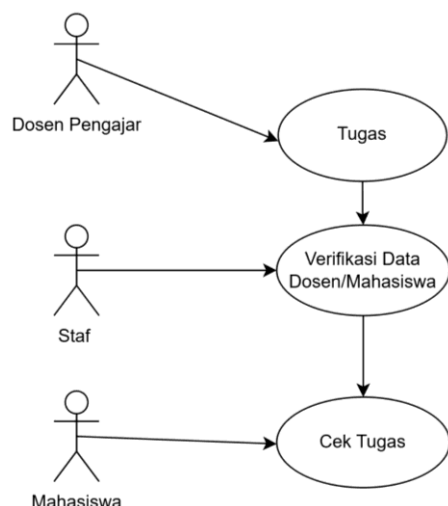 Dosen Pengajar
Tugas
Verifikasi Data
Dosen/Mahasiswa
Staf
Cek Tugas
Mahasiswa